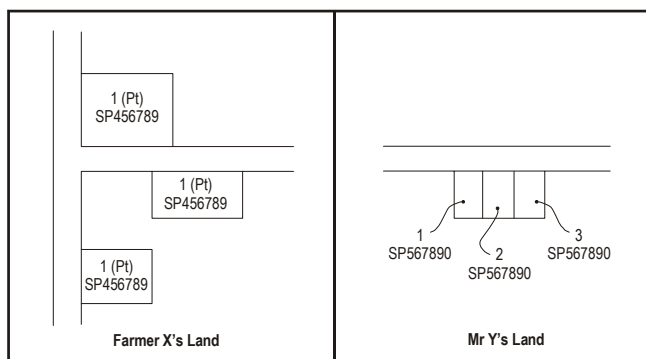 1 (Pt)
SP456789
1 (Pt)
SP456789
1 (Pt)
SP456789
Farmer X's Land
1
SP567890
2
SP567890
3
SP567890
Mr Y's Land